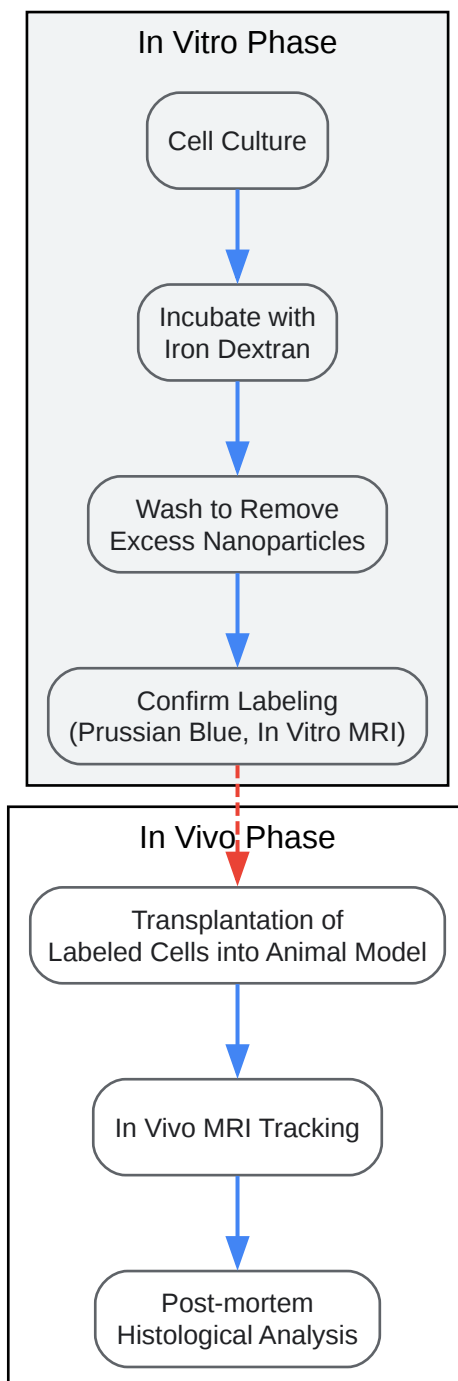 In Vitro Phase
Cell Culture
Incubate with
Iron Dextran
Wash to Remove
Excess Nanoparticles
Confirm Labeling
(Prussian Blue, In Vitro MRI)
In Vivo Phase
Transplantation of
Labeled Cells into Animal Model
In Vivo MRI Tracking
Post-mortem
Histological Analysis